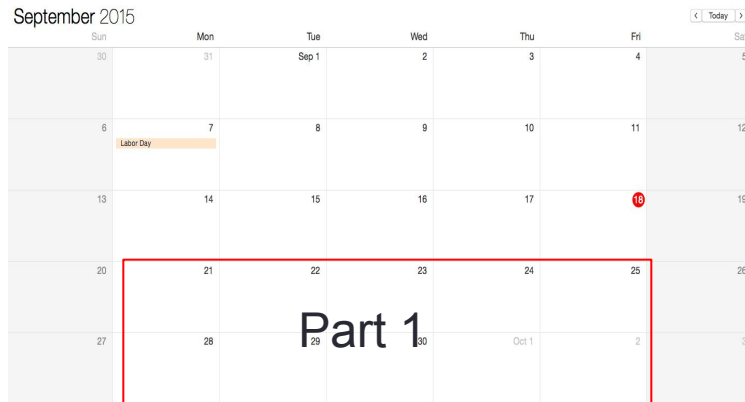 September 2015
< Today >
Sun Mon Tue Wed Thu Fri Sat
30 31 Sep 1 2 3 4 5
6 7 8 9 10 11 12
Labor Day
13 14 15 16 17 18 19
20 21 22 23 24 25 26
Part 1
27 28 29 30 Oct 1 2 3